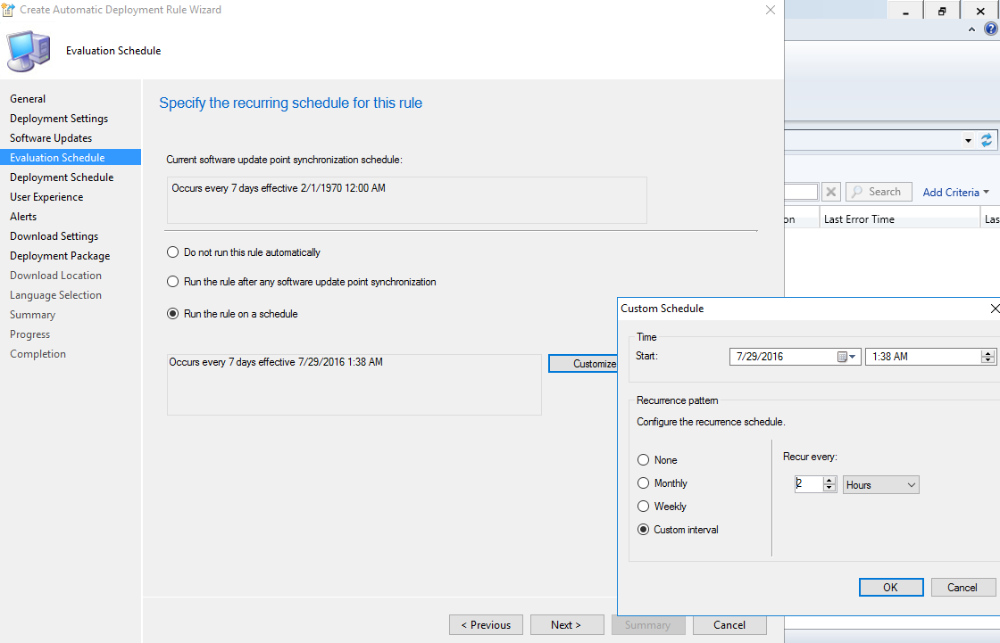 Create Automatic Deployment Rule Wizard
Evaluation Schedule
General
Deployment Settings
Software Updates
Evaluation Schedule
Deployment Schedule
User Experience
Alerts
Download Settings
Deployment Package
Download Location
Language Selection
Summary
Progress
Completion
Specify the recurring schedule for this rule
Current software update point synchronization schedule:
Occurs every 7 days effective 2/1/1970 12:00 AM
Do not run this rule automatically
Run the rule after any software update point synchronization
Run the rule on a schedule
Occurs every 7 days effective 7/29/2016 1:38 AM
Customize
< Previous
Next >
Summary
Cancel
Search
Add Criteria
on
Last Error Time
Las
Custom Schedule
Time
Start:
7/29/2016
1:38 AM
Recurrence pattern
Configure the recurrence schedule.
None
Monthly
Weekly
Custom interval
Recur every:
2
Hours
OK
Cancel